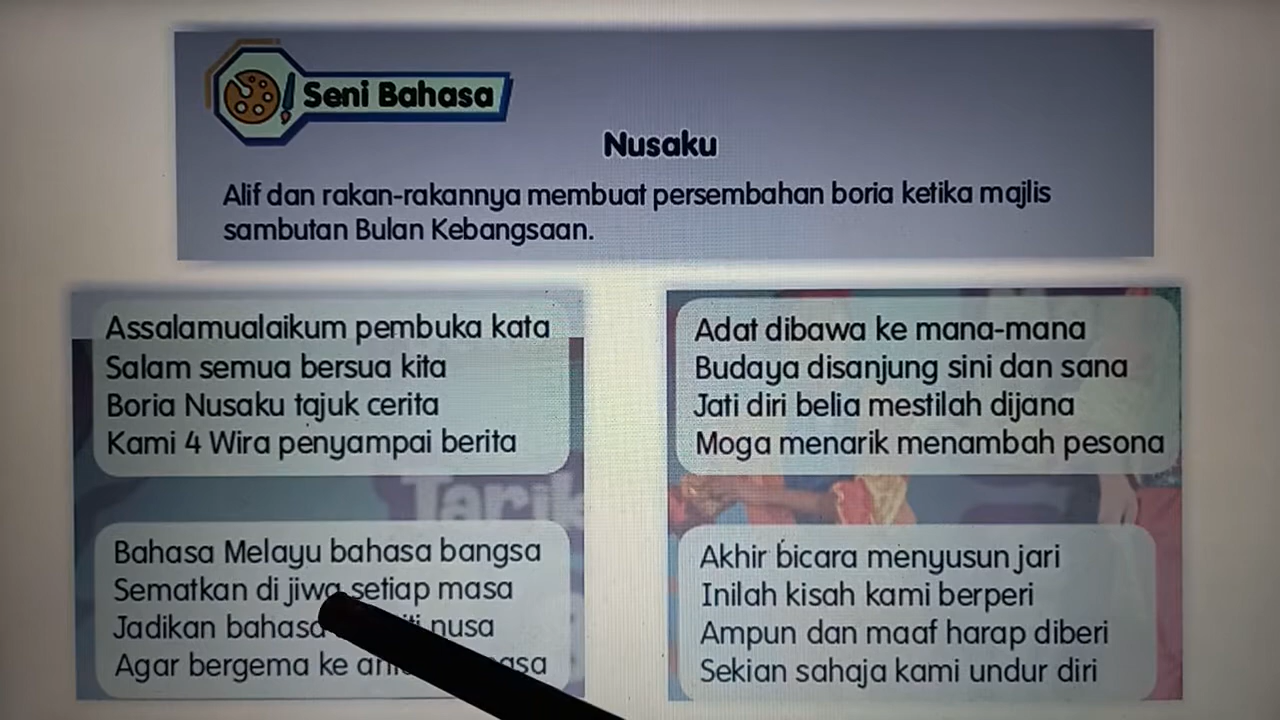 Seni Bahasa
Nusaku
Alif dan rakan-rakannya membuat persembahan boria ketika majlis
sambutan Bulan Kebangsaan.
Assalamualaikum pembuka kata
Salam semua bersua kita
Boria Nusaku tajuk cerita
Kami 4 Wira penyampai berita
Bahasa Melayu bahasa bangsa
Sematkan di jiwa setiap masa
Jadikan bahasa nusa
Agar bergema ke
Adat dibawa ke mana-mana
Budaya disanjung sini dan sana
Jati diri belia mestilah dijana
Moga menarik menambah pesona
Akhir bicara menyusun jari
Inilah kisah kami berperi
Ampun dan maaf harap diberi
Sekian sahaja kami undur diri
Tarik